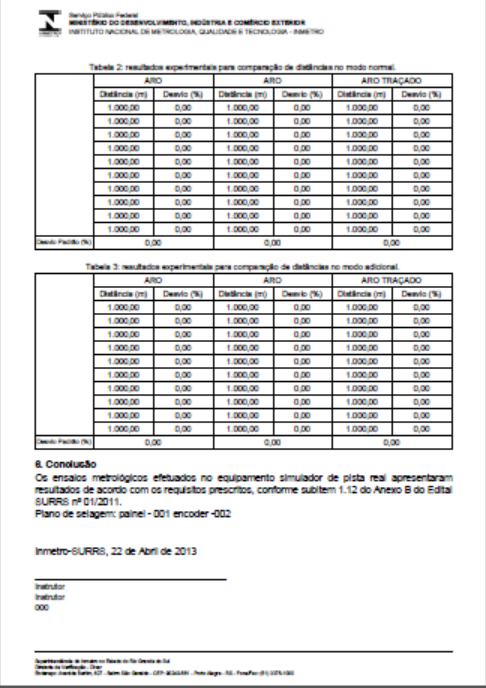 Serviço Público Federal
MINISTÉRIO DO DESENVOLVIMENTO, INDÚSTRIA E COMÉRCIO EXTERIOR
INSTITUTO NACIONAL DE METROLOGIA, QUALIDADE E TECNOLOGIA - INMETRO
Tabela 2: resultados experimentais para comparação de distâncias no modo normal.
ARO ARO ARO TRAÇADO
Distância (m) Desvio (%) Distância (m) Desvio (%) Distância (m) Desvio (%)
1.000,00 0,00 1.000,00 0,00 1.000,00 0,00
1.000,00 0,00 1.000,00 0,00 1.000,00 0,00
1.000,00 0,00 1.000,00 0,00 1.000,00 0,00
1.000,00 0,00 1.000,00 0,00 1.000,00 0,00
1.000,00 0,00 1.000,00 0,00 1.000,00 0,00
1.000,00 0,00 1.000,00 0,00 1.000,00 0,00
1.000,00 0,00 1.000,00 0,00 1.000,00 0,00
1.000,00 0,00 1.000,00 0,00 1.000,00 0,00
1.000,00 0,00 1.000,00 0,00 1.000,00 0,00
1.000,00 0,00 1.000,00 0,00 1.000,00 0,00
Desvio Padrão (%) 0,00 0,00 0,00
Tabela 3: resultados experimentais para comparação de distâncias no modo adicional.
ARO ARO ARO TRAÇADO
Distância (m) Desvio (%) Distância (m) Desvio (%) Distância (m) Desvio (%)
1.000,00 0,00 1.000,00 0,00 1.000,00 0,00
1.000,00 0,00 1.000,00 0,00 1.000,00 0,00
1.000,00 0,00 1.000,00 0,00 1.000,00 0,00
1.000,00 0,00 1.000,00 0,00 1.000,00 0,00
1.000,00 0,00 1.000,00 0,00 1.000,00 0,00
1.000,00 0,00 1.000,00 0,00 1.000,00 0,00
1.000,00 0,00 1.000,00 0,00 1.000,00 0,00
1.000,00 0,00 1.000,00 0,00 1.000,00 0,00
1.000,00 0,00 1.000,00 0,00 1.000,00 0,00
1.000,00 0,00 1.000,00 0,00 1.000,00 0,00
Desvio Padrão (%) 0,00 0,00 0,00
6. Conclusão
Os ensaios metrológicos efetuados no equipamento simulador de pista real apresentaram
resultados de acordo com os requisitos prescritos, conforme subitem 1.12 do Anexo B do Edital
SURRS nº 01/2011.
Plano de selagem: painel - 001 encoder -002
Inmetro-SURRS, 22 de Abril de 2013
Instrutor
Instrutor
000
Superintendência do Inmetro no Estado do Rio Grande do Sul